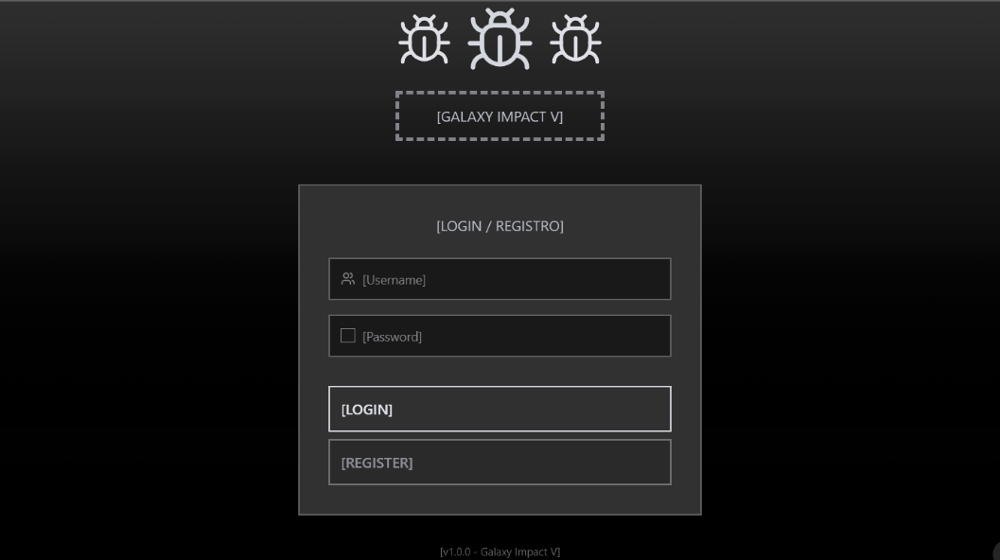 [GALAXY IMPACT V]
[LOGIN / REGISTRO]
[Username]
[Password]
[LOGIN]
[REGISTER]
[v1.0.0 - Galaxy Impact V]